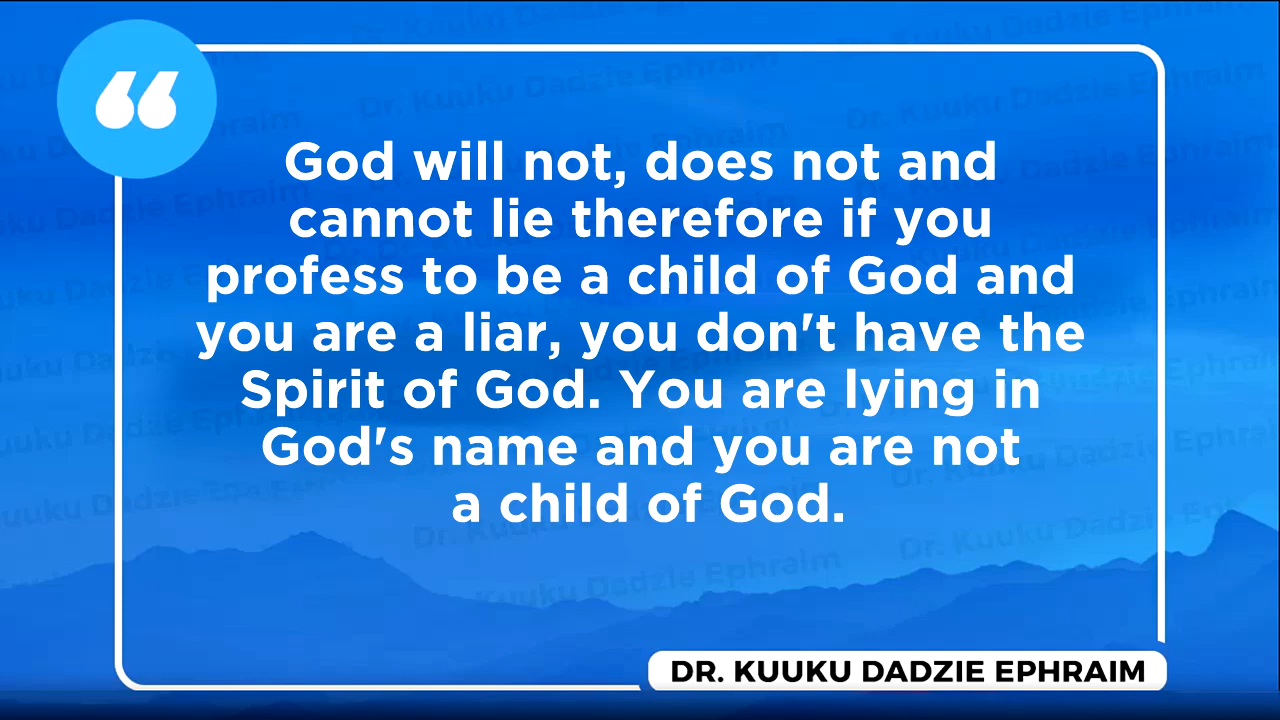 God will not, does not and
cannot lie therefore if you
profess to be a child of God and
you are a liar, you don't have the
Spirit of God. You are lying in
God's name and you are not
a child of God.
DR. KUUKU DADZIE EPHRAIM